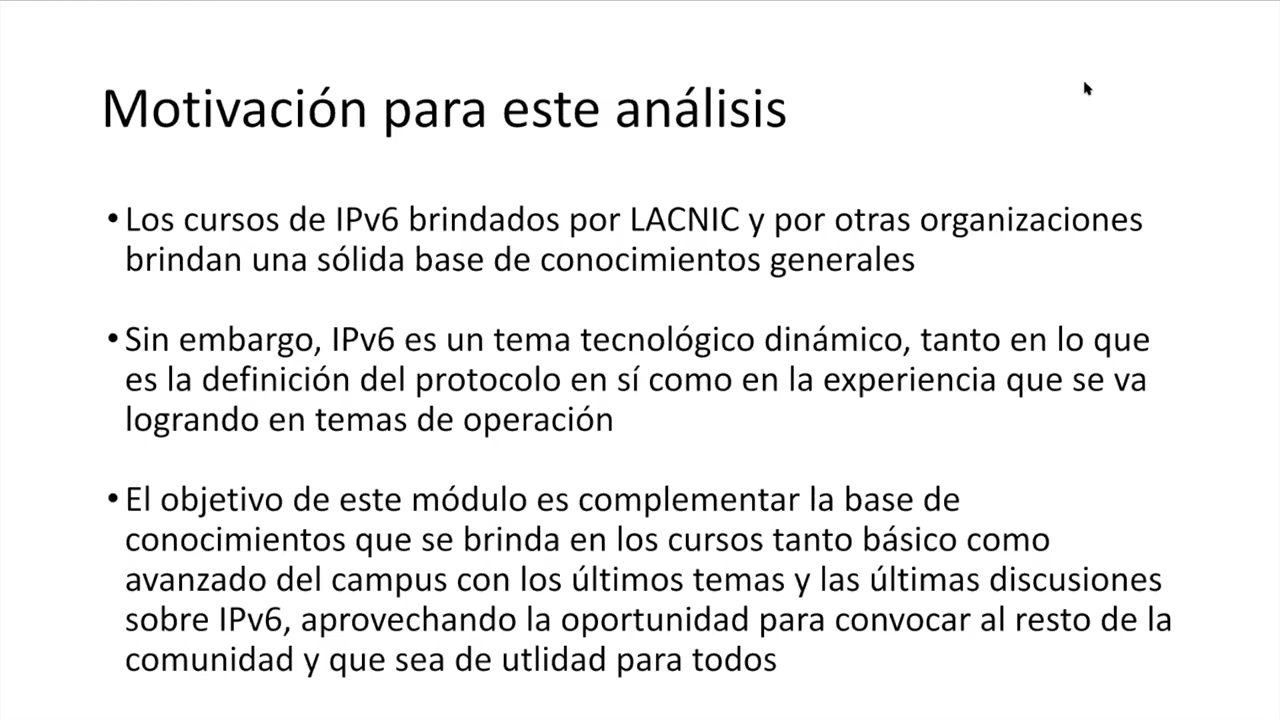 Motivación para este análisis
• Los cursos de IPv6 brindados por LACNIC y por otras organizaciones
brindan una sólida base de conocimientos generales
• Sin embargo, IPv6 es un tema tecnológico dinámico, tanto en lo que
es la definición del protocolo en sí como en la experiencia que se va
logrando en temas de operación
• El objetivo de este módulo es complementar la base de
conocimientos que se brinda en los cursos tanto básico como
avanzado del campus con los últimos temas y las últimas discusiones
sobre IPv6, aprovechando la oportunidad para convocar al resto de la
comunidad y que sea de utlidad para todos